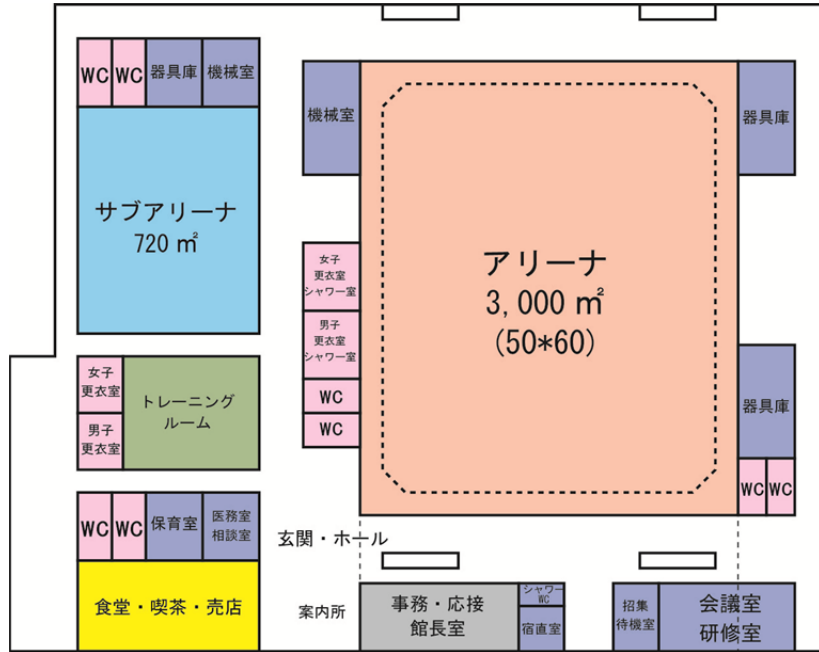 WC
WC
器具庫
機械室
サブアリーナ
720 ㎡
女子
更衣室
男子
更衣室
トレーニング
ルーム
WC
WC
保育室
医務室
相談室
食堂・喫茶・売店
機械室
女子
更衣室
シャワー室
男子
更衣室
シャワー室
WC
WC
アリーナ
3,000 ㎡
(50*60)
器具庫
器具庫
WC
WC
玄関・ホール
案内所
事務・応接
館長室
シャワー
WC
宿直室
招集
待機室
会議室
研修室